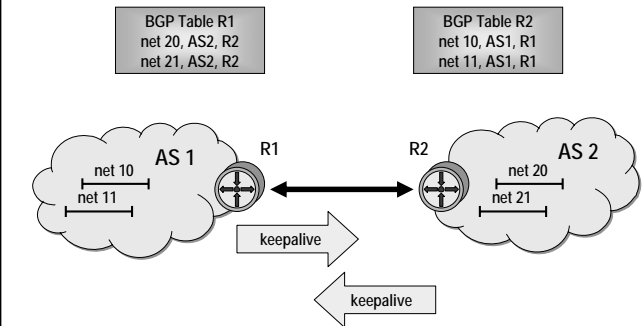 BGP Table R1
net 20, AS2, R2
net 21, AS2, R2
BGP Table R2
net 10, AS1, R1
net 11, AS1, R1
AS 1
R1
R2
AS 2
net 10
net 11
net 20
net 21
keepalive
keepalive